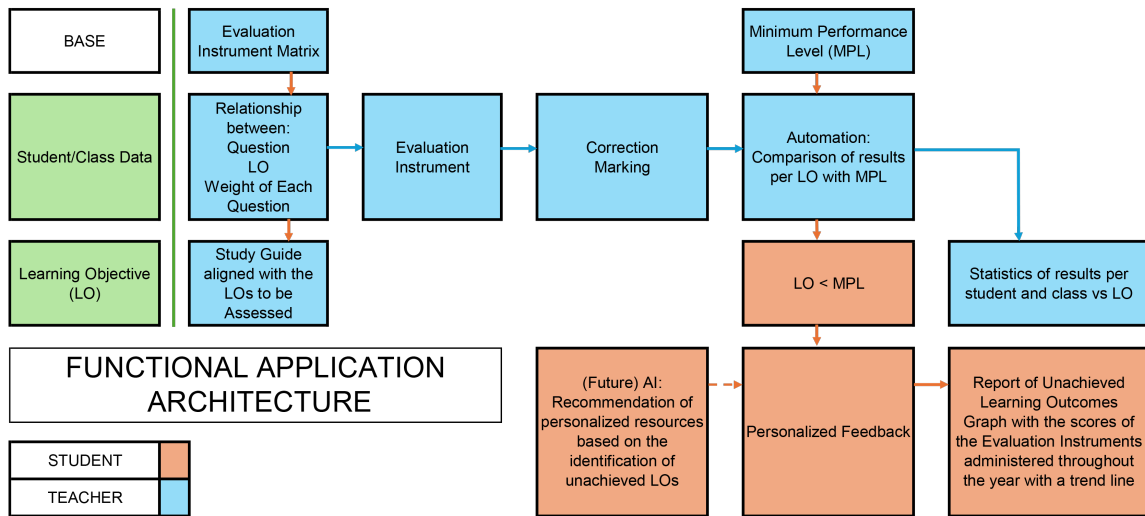 BASE
Evaluation
Instrument Matrix
Minimum Performance
Level (MPL)
Student/Class Data
Relationship
between:
Question
LO
Weight of Each
Question
Evaluation
Instrument
Correction
Marking
Automation:
Comparison of results
per LO with MPL
Learning Objective
(LO)
Study Guide
aligned with the
LOs to be
Assessed
LO < MPL
Statistics of results per
student and class vs LO
FUNCTIONAL APPLICATION
ARCHITECTURE
(Future) AI:
Recommendation of
personalized resources
based on the
identification of
unachieved LOs
Personalized Feedback
Report of Unachieved
Learning Outcomes
Graph with the scores of
the Evaluation Instruments
administered throughout
the year with a trend line
STUDENT
TEACHER